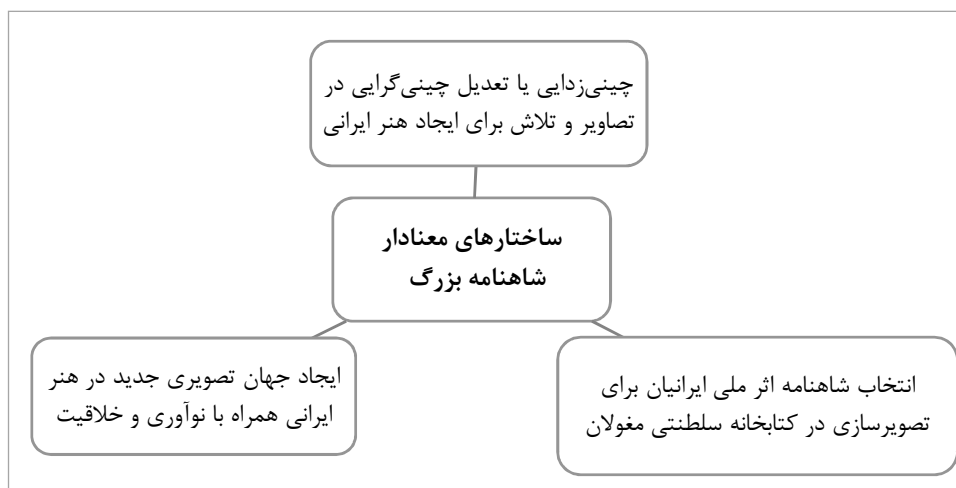 چینی‌زدایی یا تعدیل چینی‌گرایی در
تصاویر و تلاش برای ایجاد هنر ایرانی
ساختارهای معنادار
شاهنامه بزرگ
انتخاب شاهنامه اثر ملی ایرانیان برای
تصویرسازی در کتابخانه سلطنتی مغولان
ایجاد جهان تصویری جدید در هنر
ایرانی همراه با نوآوری و خلاقیت